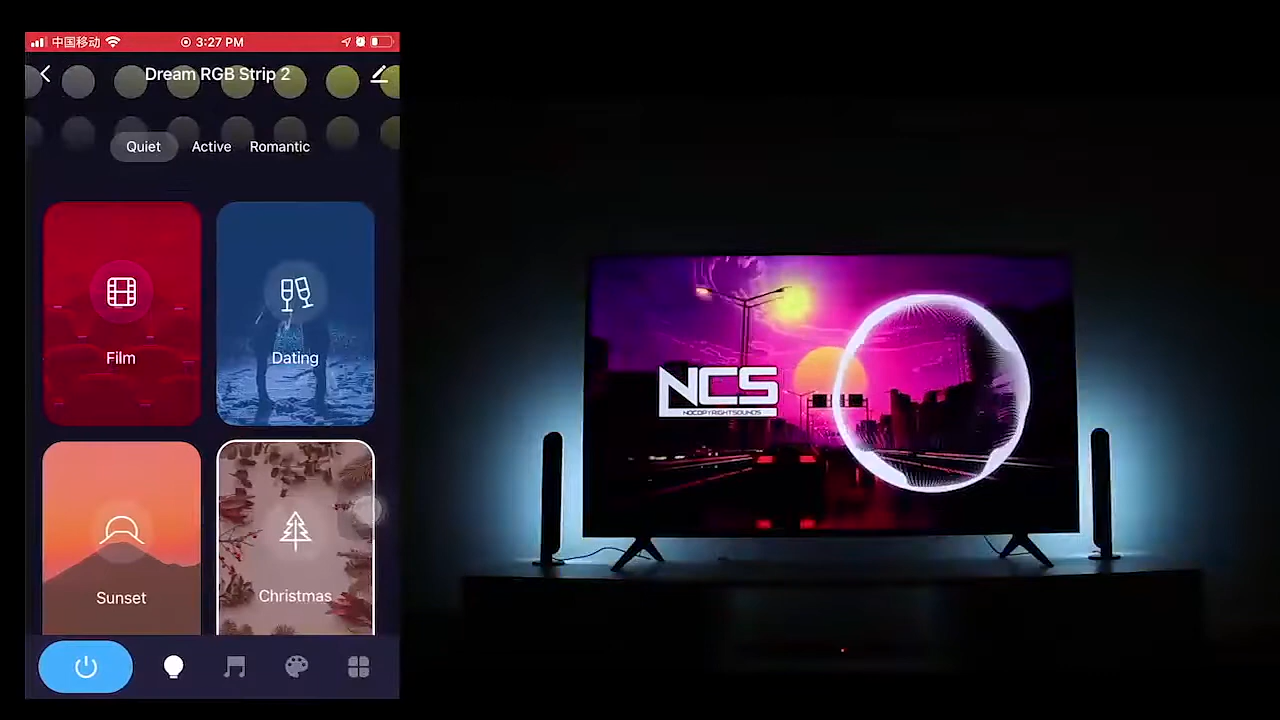 中国移动
3:27 PM
Dream RGB Strip 2
Quiet
Active
Romantic
Film
Dating
Sunset
Christmas
NCS
NOCOPYRIGHTSOUNDS